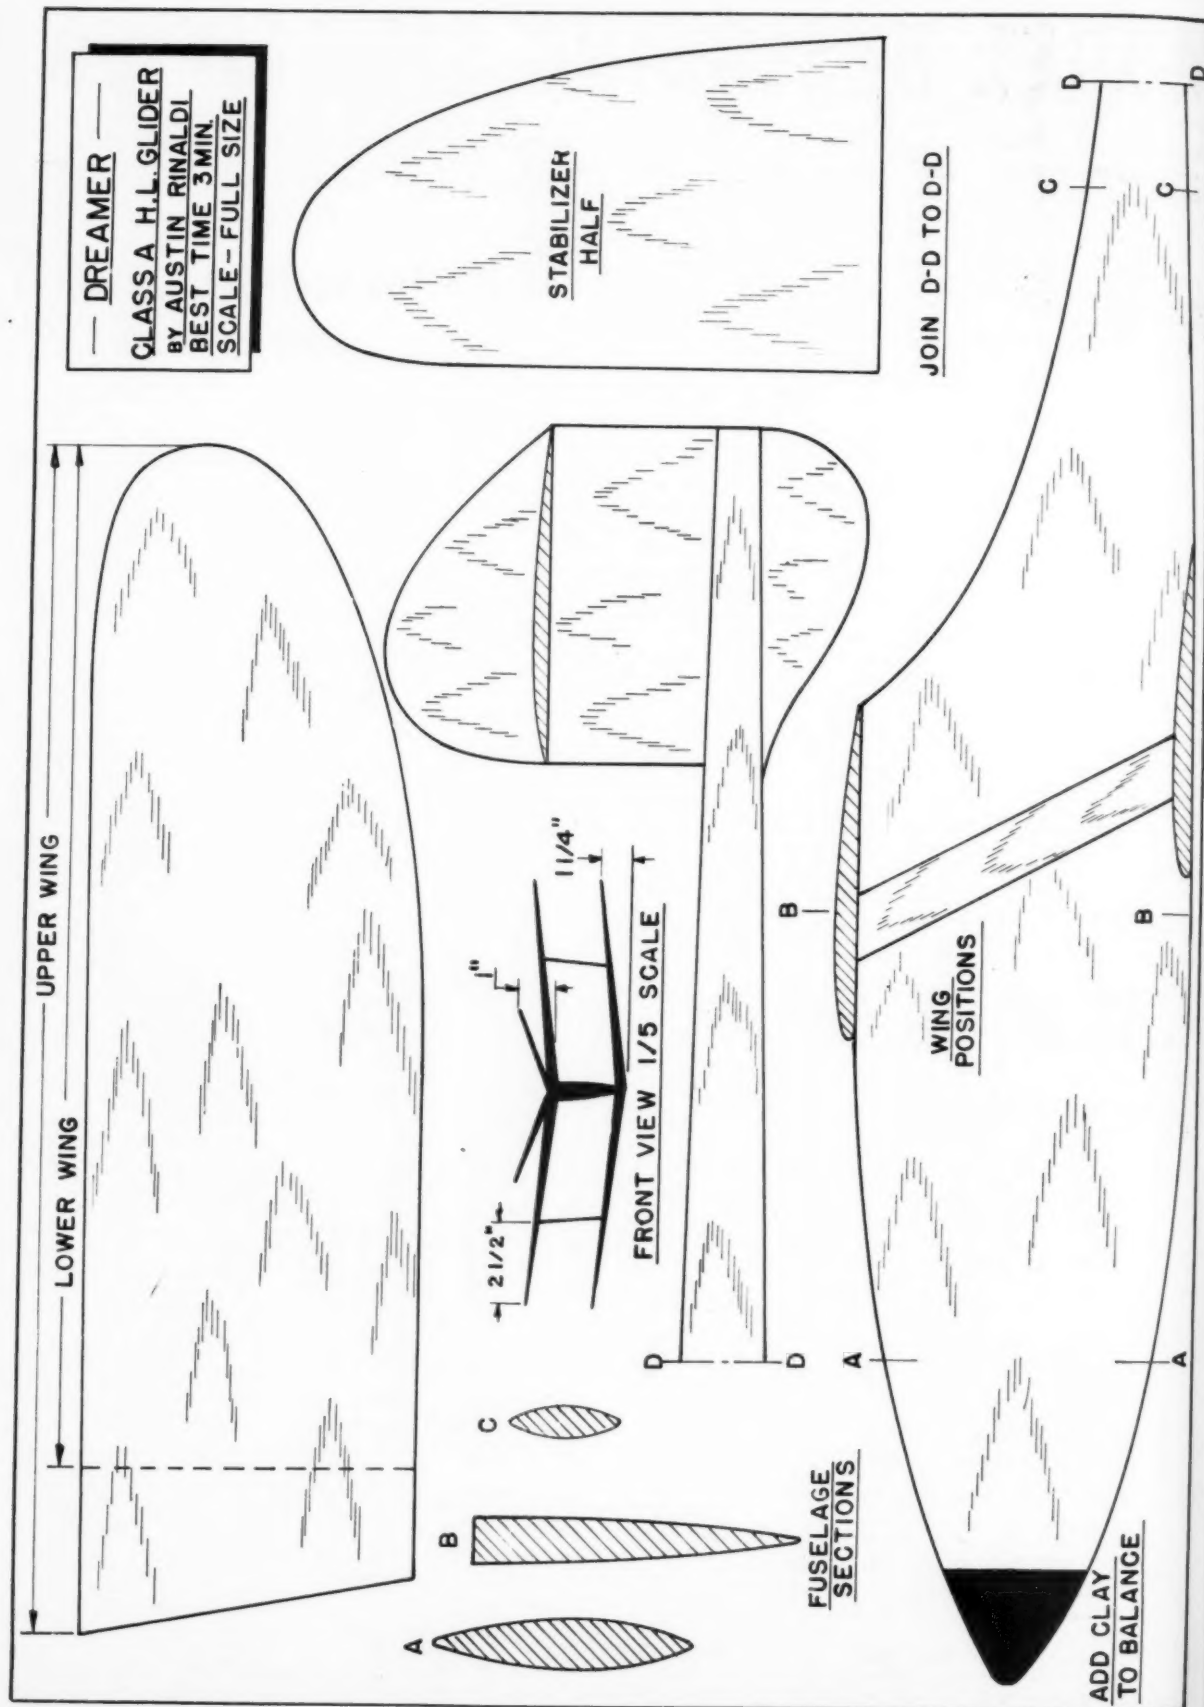 DREAMER
CLASS A H.L. GLIDER
BY AUSTIN RINALDI
BEST TIME 3 MIN.
SCALE - FULL SIZE
UPPER WING
LOWER WING
STABILIZER
HALF
JOIN D-D TO D-D
2 1/2"
1"
1 1/4"
FRONT VIEW 1/5 SCALE
D
D
A
B
C
FUSELAGE
SECTIONS
WING
POSITIONS
A
A
B
B
C
C
D
D
ADD CLAY
TO BALANCE